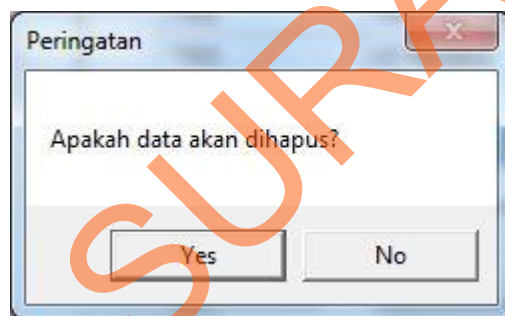 Peringatan
Apakah data akan dihapus?
Yes
No
SURA